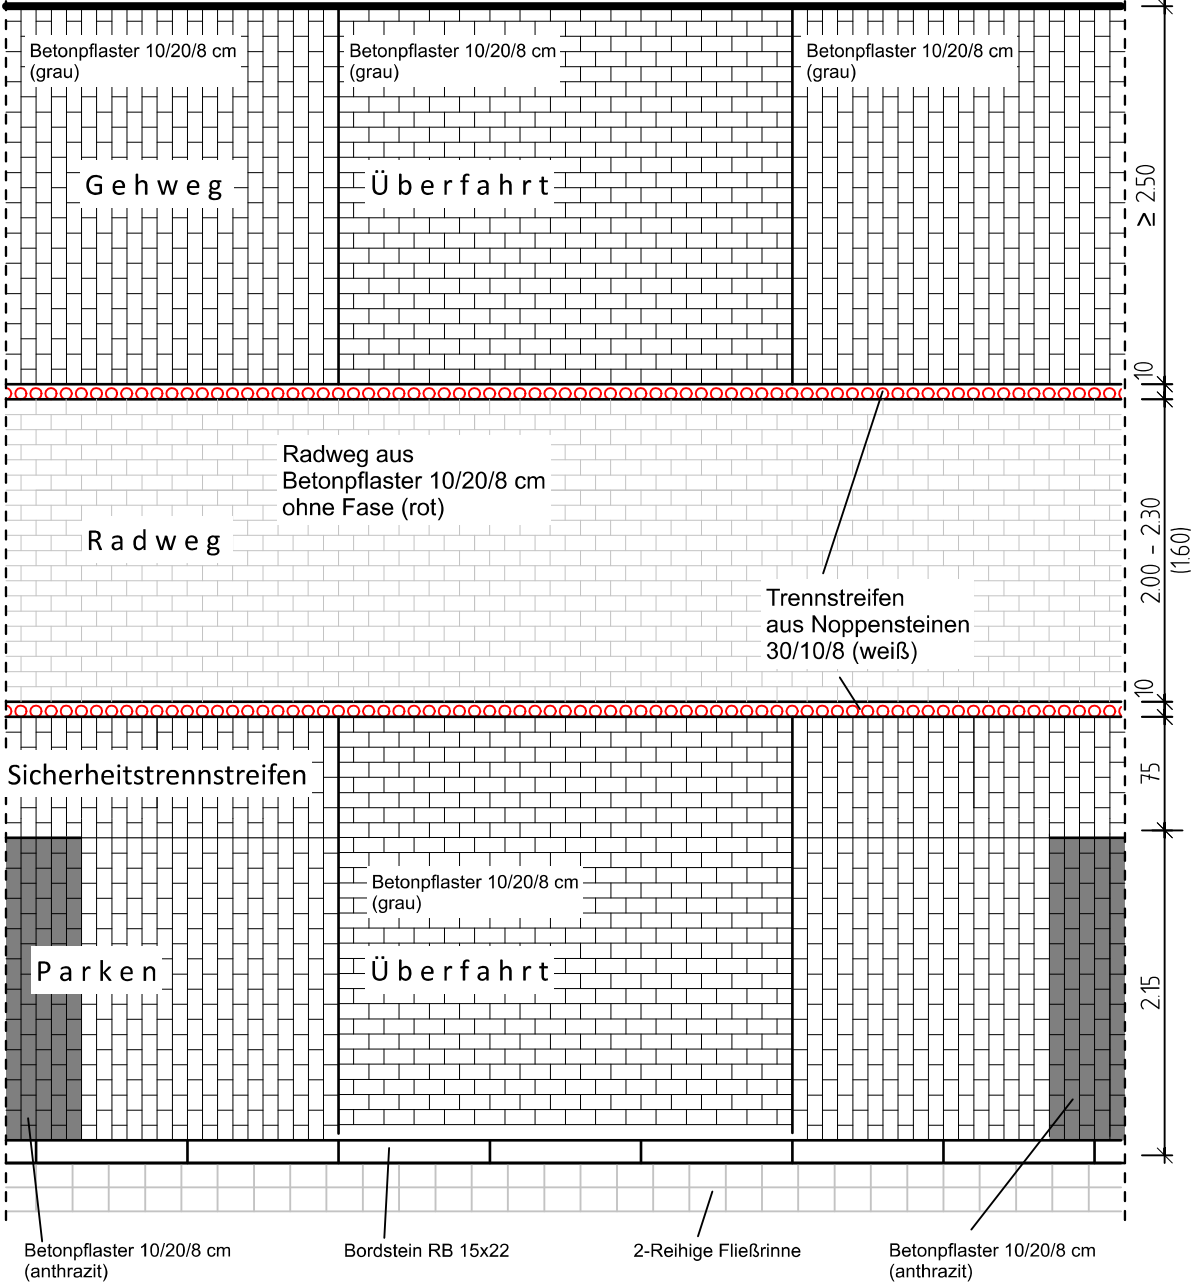 Betonpflaster 10/20/8 cm
(grau)
Betonpflaster 10/20/8 cm
(grau)
Betonpflaster 10/20/8 cm
(grau)
Gehweg
Überfahrt
≥ 2.50
10
Radweg aus
Betonpflaster 10/20/8 cm
ohne Fase (rot)
Radweg
2.00 - 2.30
(1.60)
Trennstreifen
aus Noppensteinen
30/10/8 (weiß)
10
Sicherheitstrennstreifen
75
Betonpflaster 10/20/8 cm
(grau)
Parken
Überfahrt
2.15
Betonpflaster 10/20/8 cm
(anthrazit)
Bordstein RB 15x22
2-Reihige Fließrinne
Betonpflaster 10/20/8 cm
(anthrazit)